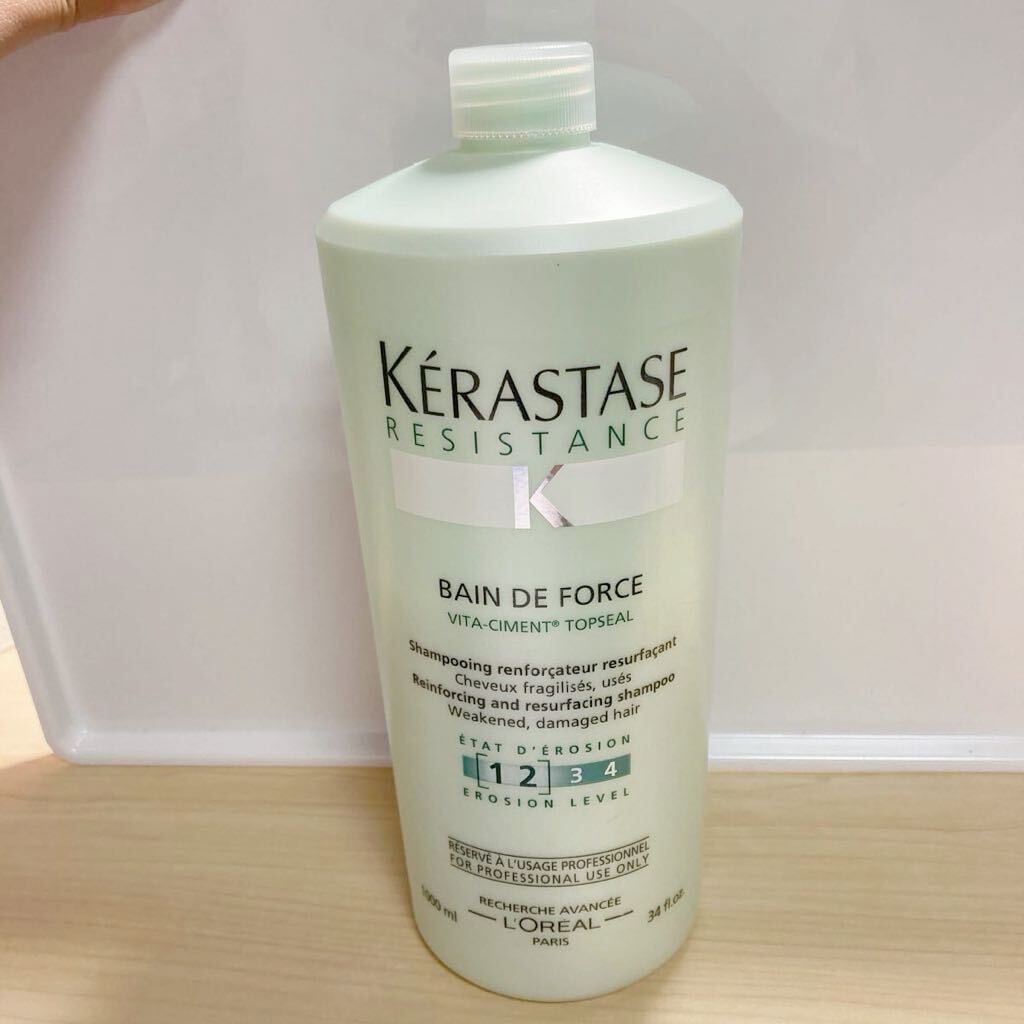 KÉRASTASE
RESISTANCE
K
BAIN DE FORCE
VITA-CIMENT® TOPSEAL
Shampooing renforçateur resurfaçant
Cheveux fragilisés, usés
Reinforcing and resurfacing shampoo
Weakened, damaged hair
ÉTAT D'ÉROSION
[1 2] 3 4
EROSION LEVEL
RÉSERVÉ À L'USAGE PROFESSIONNEL
FOR PROFESSIONAL USE ONLY
1000 ml
RECHERCHE AVANCÉE
L'ORÉAL
PARIS
34 fl.oz.